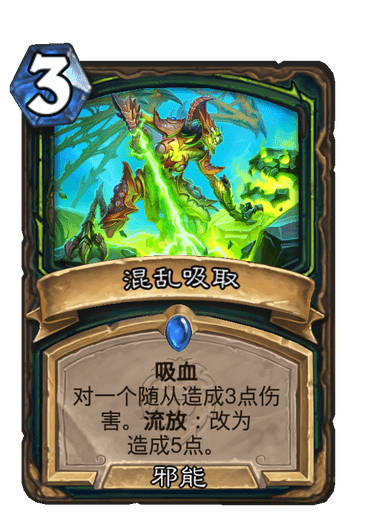 3
混乱吸取
吸血
对一个随从造成3点伤
害。流放：改为
造成5点。
邪能